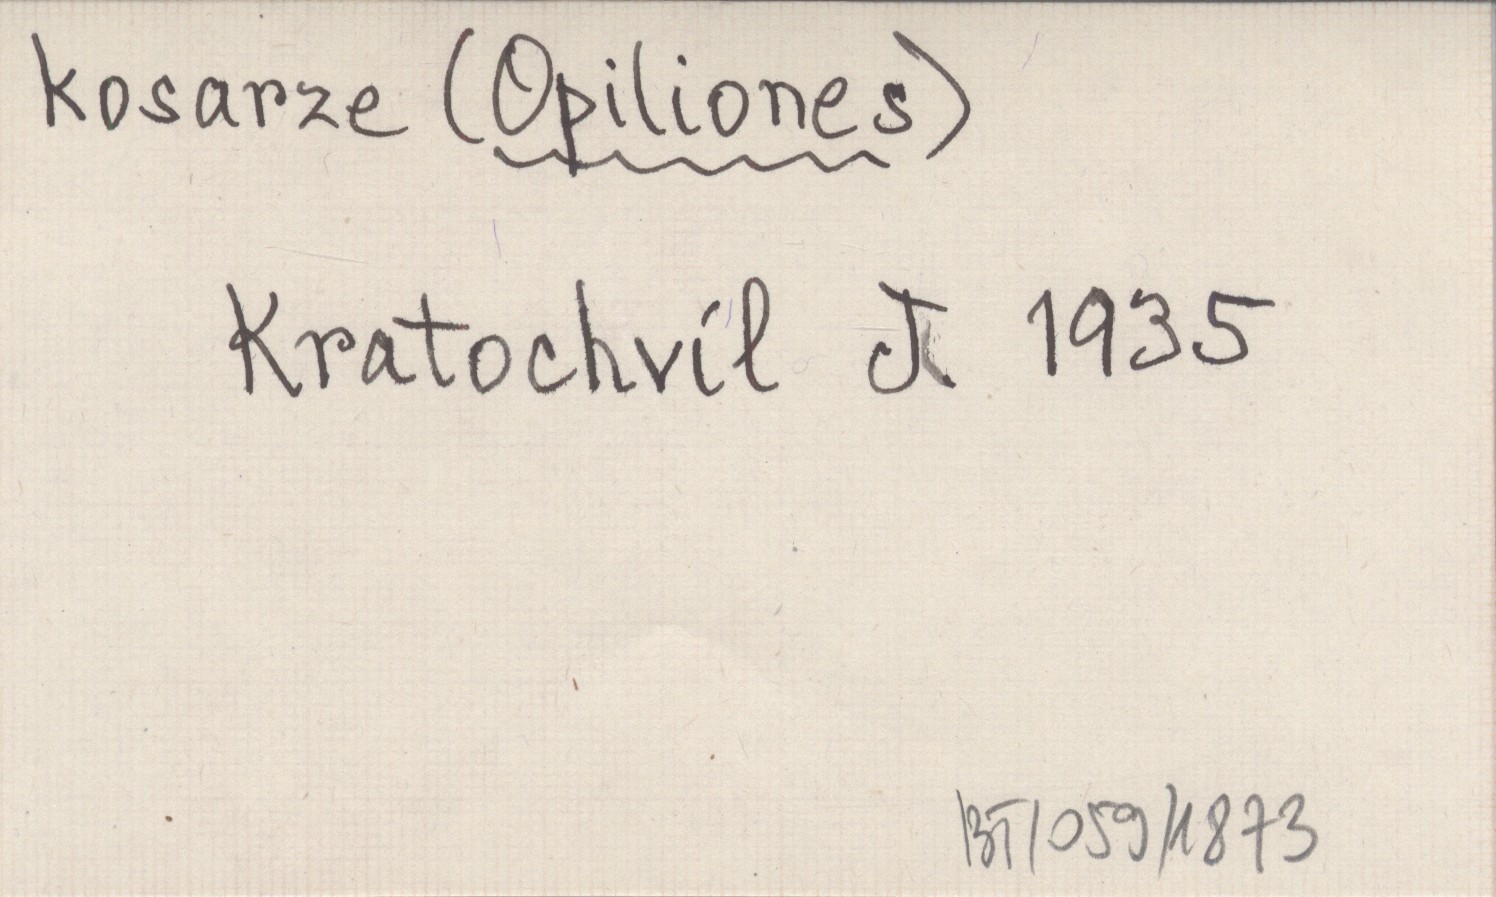 kosarze (Opiliones)
Kratochvíl J. 1935
BT/059/1873